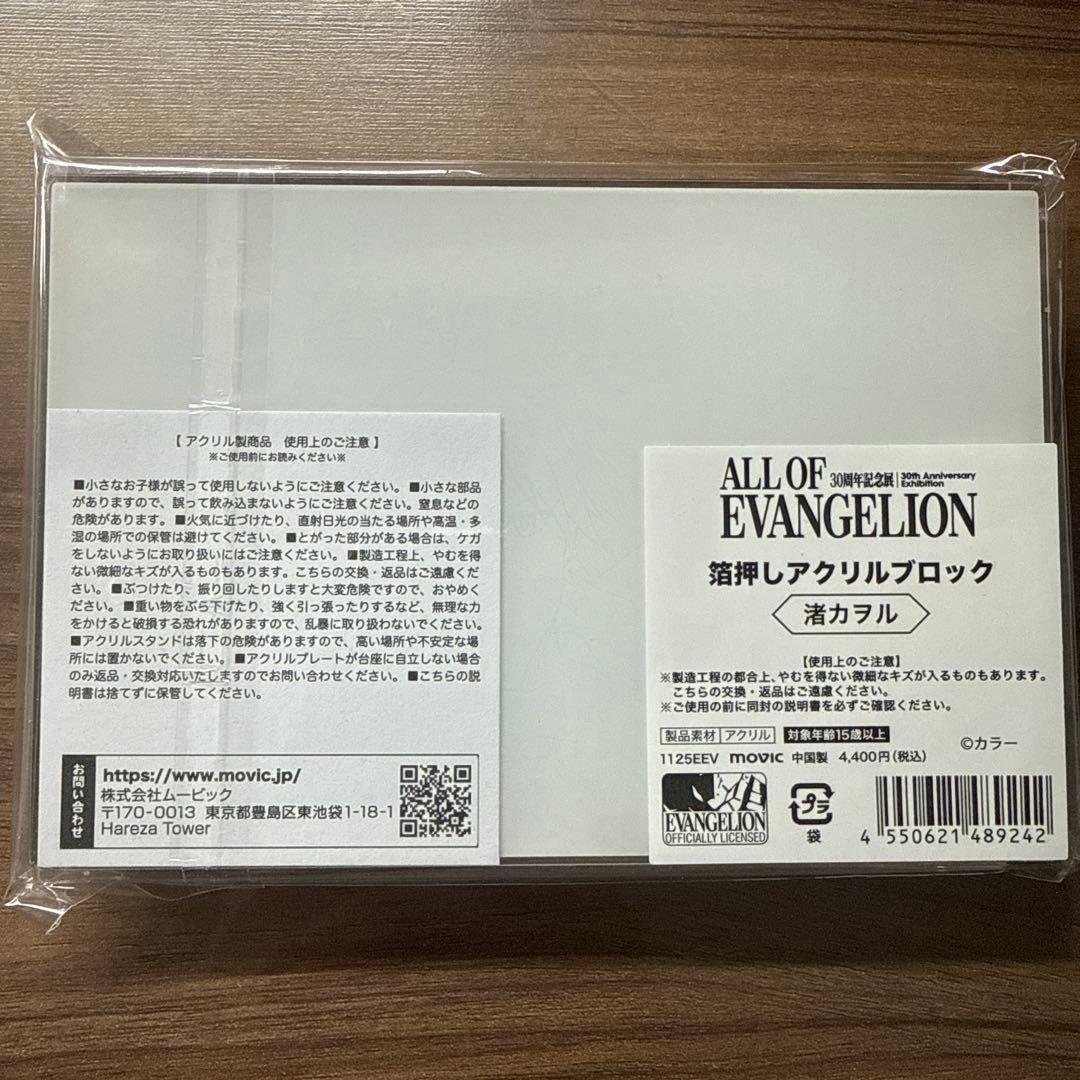 【 アクリル製商品 使用上のご注意 】
※ご使用前にお読みください※
■小さなお子様が誤って使用しないようにご注意ください。 ■小さな部品
がありますので、誤って飲み込まないようにご注意ください。窒息などの
危険があります。 ■火気に近づけたり、直射日光の当たる場所や高温・多
湿の場所での保管は避けてください。 ■とがった部分がある場合は、ケガ
をしないようにお取り扱いにはご注意ください。 ■製造工程上、やむを得
ない微細なキズが入るものもあります。こちらの交換・返品はご遠慮くだ
さい。 ■ぶつけたり、振り回したりしますと大変危険ですので、おやめく
ださい。 ■重い物をぶら下げたり、強く引っ張ったりするなど、無理な力
をかけると破損する恐れがありますので、乱暴に取り扱わないでください。
■アクリルスタンドは落下の危険がありますので、高い場所や不安定な場
所には置かないでください。 ■アクリルプレートが台座に自立しない場合
のみ返品・交換対応いたしますのでお問い合わせください。 ■こちらの説
明書は捨てずに保管してください。
お問い合わせ
https://www.movic.jp/
株式会社ムービック
〒170-0013 東京都豊島区東池袋1-18-1
Hareza Tower
ALL OF 30周年記念展 30th Anniversary Exhibition
EVANGELION
箔押しアクリルブロック
渚カヲル
【使用上のご注意】
※製造工程の都合上、やむを得ない微細なキズが入るものもあります。
こちらの交換・返品はご遠慮ください。
※ご使用の前に同封の説明書を必ずご確認ください。
製品素材 アクリル 対象年齢15歳以上
©カラー
1125EEV movic 中国製 4,400円(税込)
EVANGELION
OFFICIALLY LICENSED
プラ
袋
4 550621 489242